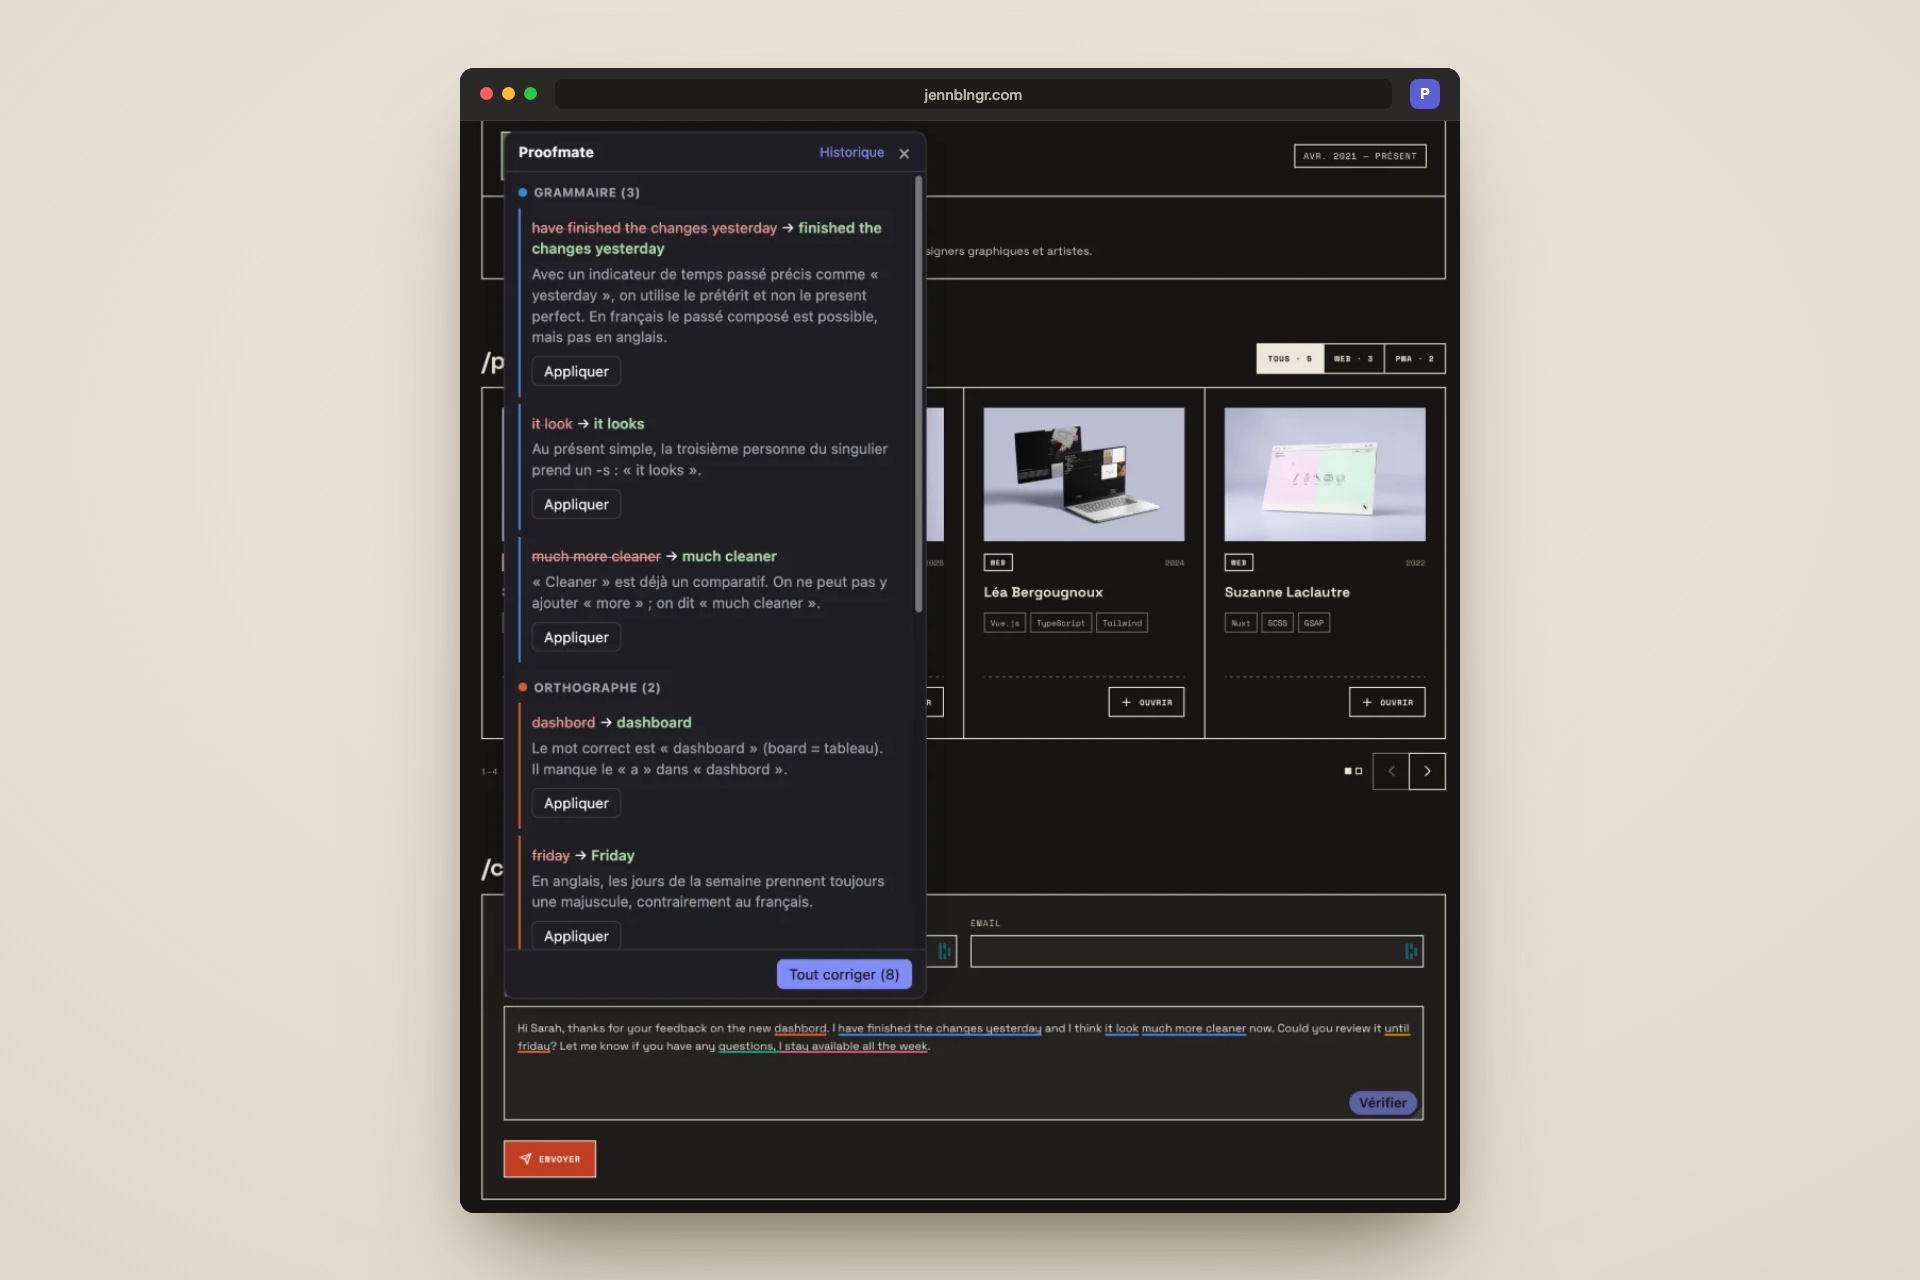 jennblngr.com
P
Proofmate
Historique
AVR. 2021 — PRÉSENT
GRAMMAIRE (3)
have finished the changes yesterday → finished the
changes yesterday
Avec un indicateur de temps passé précis comme «
yesterday », on utilise le prétérit et non le present
perfect. En français le passé composé est possible,
mais pas en anglais.
Appliquer
it look → it looks
Au présent simple, la troisième personne du singulier
prend un -s : « it looks ».
Appliquer
much more cleaner → much cleaner
« Cleaner » est déjà un comparatif. On ne peut pas y
ajouter « more » ; on dit « much cleaner ».
Appliquer
ORTHOGRAPHE (2)
dashbord → dashboard
Le mot correct est « dashboard » (board = tableau).
Il manque le « a » dans « dashbord ».
Appliquer
friday → Friday
En anglais, les jours de la semaine prennent toujours
une majuscule, contrairement au français.
Appliquer
Tout corriger (8)
signers graphiques et artistes.
/p
TOUS · 5
WEB · 3
PWA · 2
WEB
2024
Léa Bergougnoux
Vue.js
TypeScript
Tailwind
+ OUVRIR
WEB
2022
Suzanne Laclautre
Nuxt
SCSS
GSAP
+ OUVRIR
1-4
/c
EMAIL
Hi Sarah, thanks for your feedback on the new dashbord. I have finished the changes yesterday and I think it look much more cleaner now. Could you review it until
friday? Let me know if you have any questions, I stay available all the week.
Vérifier
ENVOYER